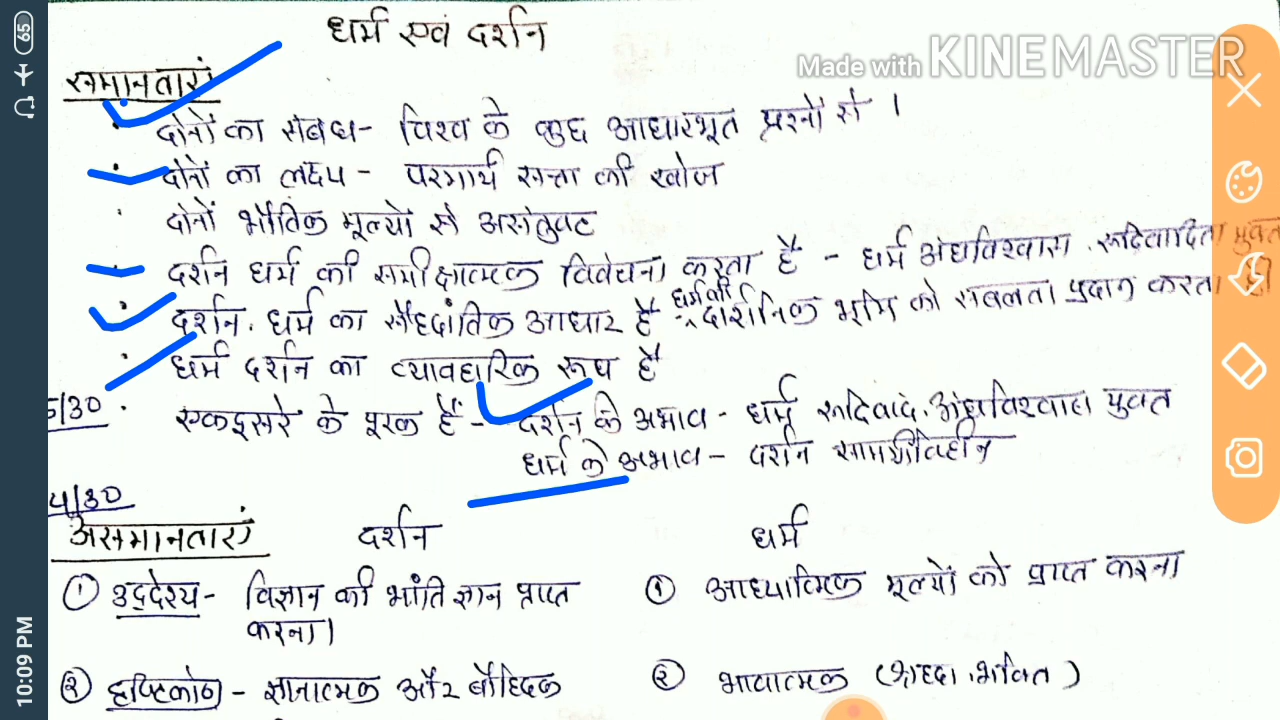 धर्म एवं दर्शन
Made with KINEMASTER
समानताएं
दोनों का संबंध - विश्व के कुछ आधारभूत प्रश्नों से ।
दोनों का लक्ष्य - परमार्थ सत्ता की खोज
दोनों भौतिक मूल्यों से असंतुष्ट
दर्शन धर्म की समीक्षात्मक विवेचना करता है - धर्म अंधविश्वास , रूढिवादिता मुक्त
दर्शन , धर्म का सैद्धांतिक आधार है ∵ धर्म की दार्शनिक भूमि को सबलता प्रदान करता
धर्म दर्शन का व्यावहारिक रूप है
5/30 · एकदूसरे के पूरक हैं - दर्शन के अभाव - धर्म रूढिवाद , अंधविश्वास युक्त
धर्म के अभाव - दर्शन सामग्रीविहीन
4/30
असमानताएं दर्शन धर्म
① उद्देश्य - विज्ञान की भांति ज्ञान प्राप्त ① आध्यात्मिक मूल्यों को प्राप्त करना
करना।
② दृष्टिकोण - ज्ञानात्मक और बौद्धिक ② भावात्मक (श्रद्धा , भक्ति)
65
10:09 PM